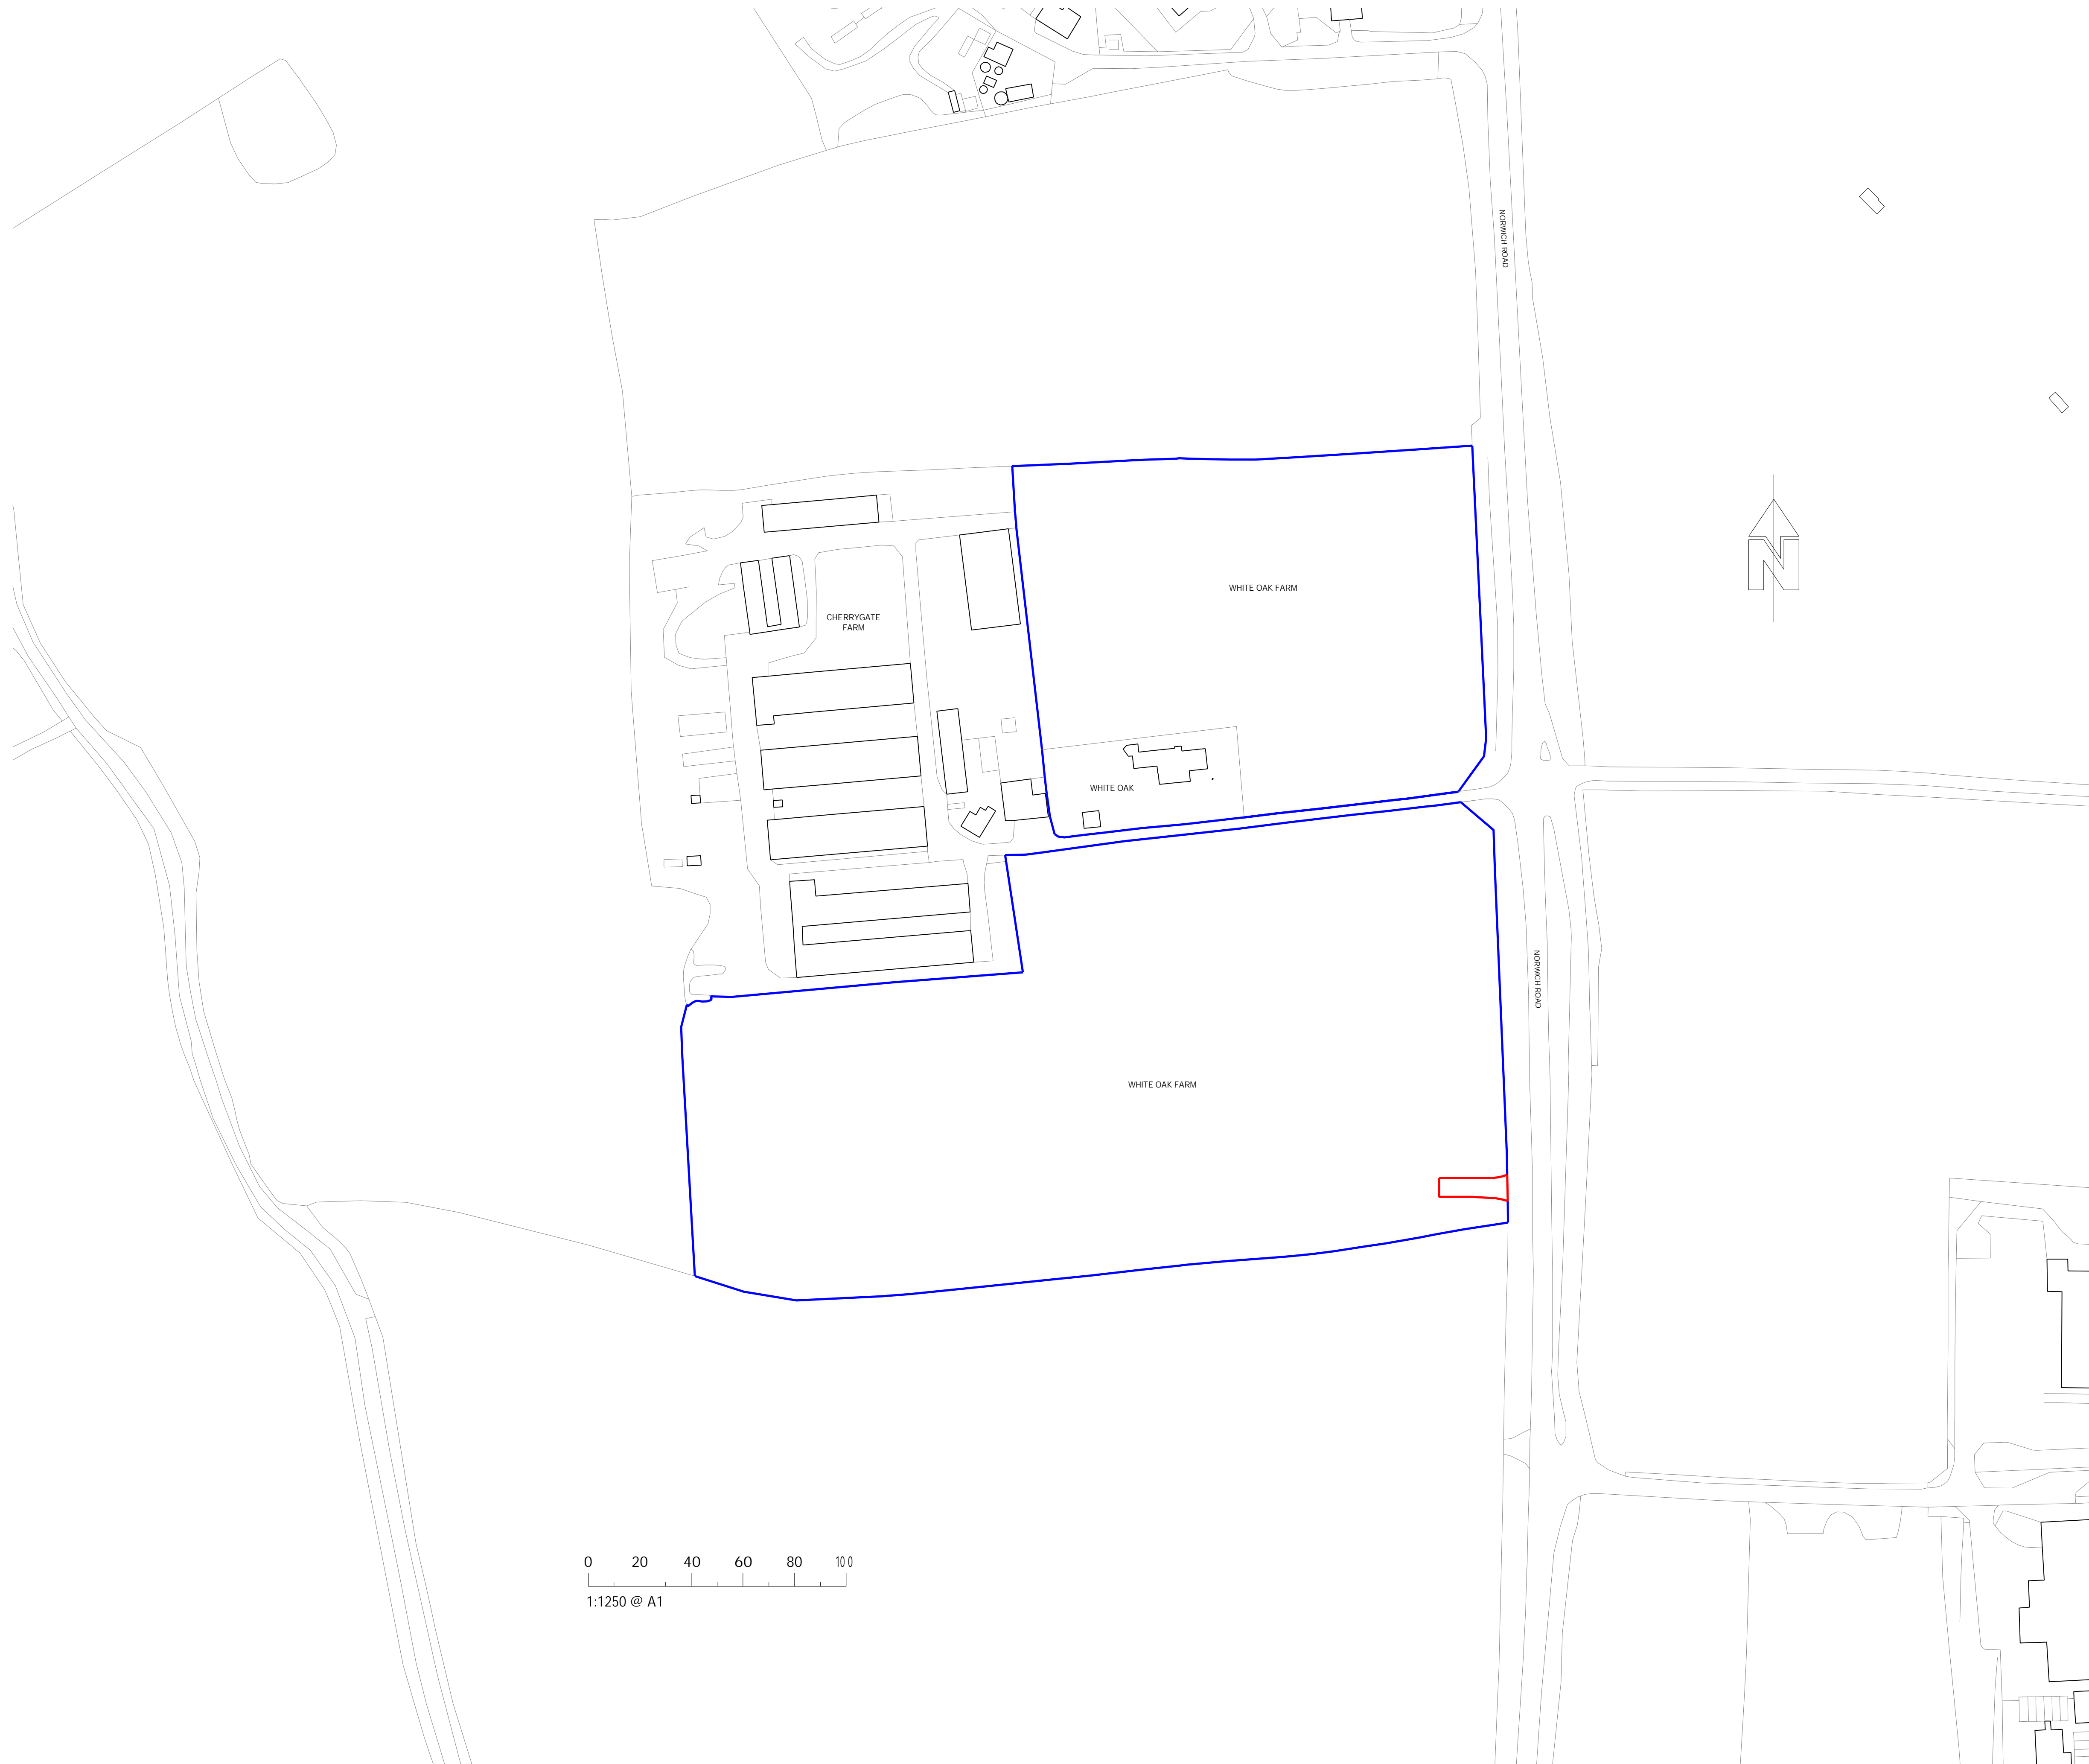 NORWICH ROAD
WHITE OAK FARM
CHERRYGATE
FARM
WHITE OAK
NORWICH ROAD
WHITE OAK FARM
N
0 20 40 60 80 100
1:1250 @ A1